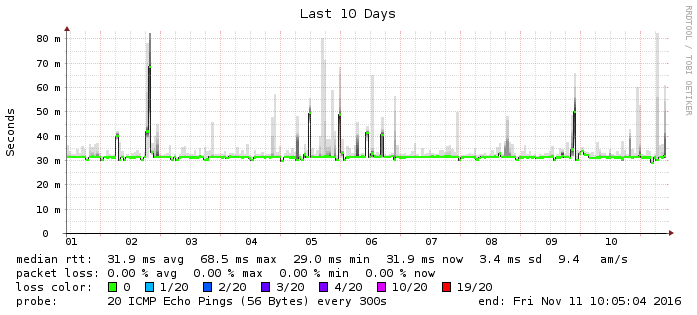 Last 10 Days
RRDTOOL / TOBI OETIKER
Seconds
80 m
70 m
60 m
50 m
40 m
30 m
20 m
10 m
0
01 02 03 04 05 06 07 08 09 10
median rtt: 31.9 ms avg 68.5 ms max 29.0 ms min 31.9 ms now 3.4 ms sd 9.4 am/s
packet loss: 0.00 % avg 0.00 % max 0.00 % min 0.00 % now
loss color: 0 1/20 2/20 3/20 4/20 10/20 19/20
probe: 20 ICMP Echo Pings (56 Bytes) every 300s end: Fri Nov 11 10:05:04 2016